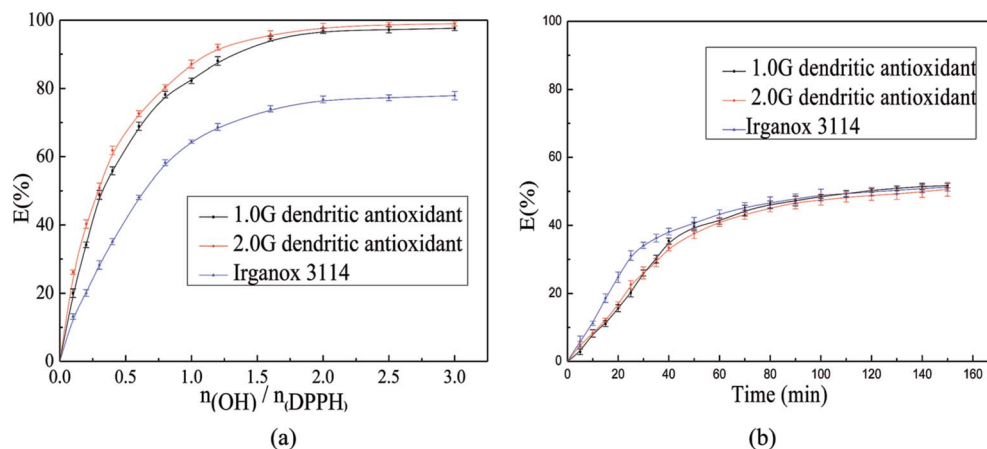 100
80
60
40
20
0
E(%)
1.0G dendritic antioxidant
2.0G dendritic antioxidant
Irganox 3114
0.0 0.5 1.0 1.5 2.0 2.5 3.0
n(OH) / n(DPPH)
(a)
100
80
60
40
20
0
E(%)
1.0G dendritic antioxidant
2.0G dendritic antioxidant
Irganox 3114
0 20 40 60 80 100 120 140 160
Time (min)
(b)